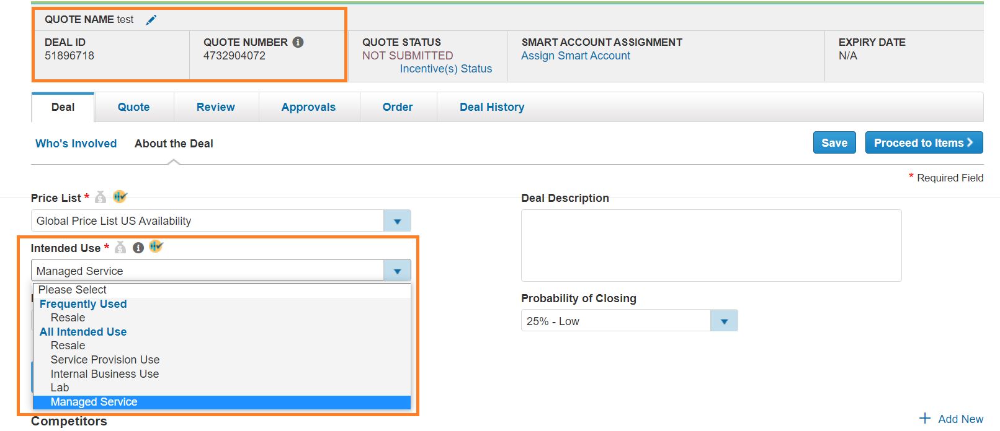 QUOTE NAME test
DEAL ID
51896718
QUOTE NUMBER
4732904072
QUOTE STATUS
NOT SUBMITTED
Incentive(s) Status
SMART ACCOUNT ASSIGNMENT
Assign Smart Account
EXPIRY DATE
N/A
Deal Quote Review Approvals Order Deal History
Who's Involved About the Deal Save Proceed to Items
* Required Field
Price List *
Global Price List US Availability
Intended Use *
Managed Service
Please Select
Frequently Used
Resale
All Intended Use
Resale
Service Provision Use
Internal Business Use
Lab
Managed Service
Deal Description
Probability of Closing
25% - Low
Competitors
+ Add New